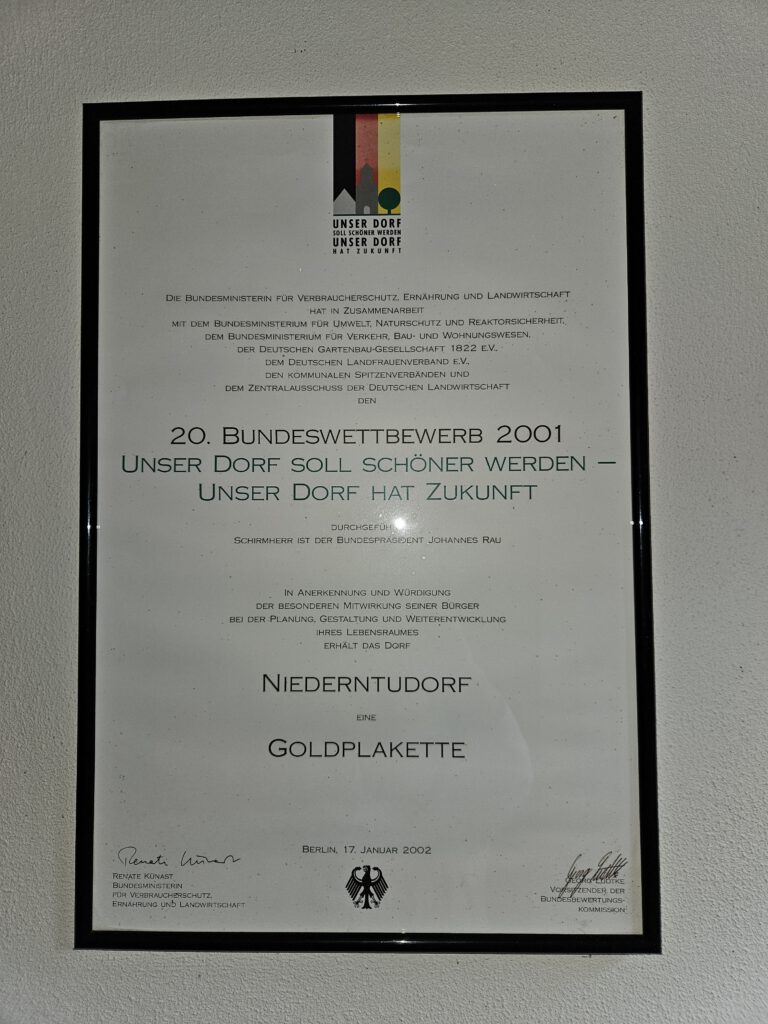 UNSER DORF
SOLL SCHÖNER WERDEN
UNSER DORF
HAT ZUKUNFT
DIE BUNDESMINISTERIN FÜR VERBRAUCHERSCHUTZ, ERNÄHRUNG UND LANDWIRTSCHAFT
HAT IN ZUSAMMENARBEIT
MIT DEM BUNDESMINISTERIUM FÜR UMWELT, NATURSCHUTZ UND REAKTORSICHERHEIT,
DEM BUNDESMINISTERIUM FÜR VERKEHR, BAU- UND WOHNUNGSWESEN,
DER DEUTSCHEN GARTENBAU-GESELLSCHAFT 1822 E.V.,
DEM DEUTSCHEN LANDFRAUENVERBAND E.V.,
DEN KOMMUNALEN SPITZENVERBÄNDEN UND
DEM ZENTRALAUSSCHUSS DER DEUTSCHEN LANDWIRTSCHAFT
DEN
20. BUNDESWETTBEWERB 2001
UNSER DORF SOLL SCHÖNER WERDEN –
UNSER DORF HAT ZUKUNFT
SCHIRMHERR IST DER BUNDESPRÄSIDENT JOHANNES RAU
IN ANERKENNUNG UND WÜRDIGUNG
DER BESONDEREN MITWIRKUNG SEINER BÜRGER
BEI DER PLANUNG, GESTALTUNG UND WEITERENTWICKLUNG
IHRES LEBENSRAUMES
ERHÄLT DAS DORF
NIEDERNTUDORF
EINE
GOLDPLAKETTE
BERLIN, 17. JANUAR 2002
Renate Künast
RENATE KÜNAST
BUNDESMINISTERIN
FÜR VERBRAUCHERSCHUTZ,
ERNÄHRUNG UND LANDWIRTSCHAFT
GEORG LÜDTKE
VORSITZENDER DER
BUNDESBEWERTUNGS-
KOMMISSION